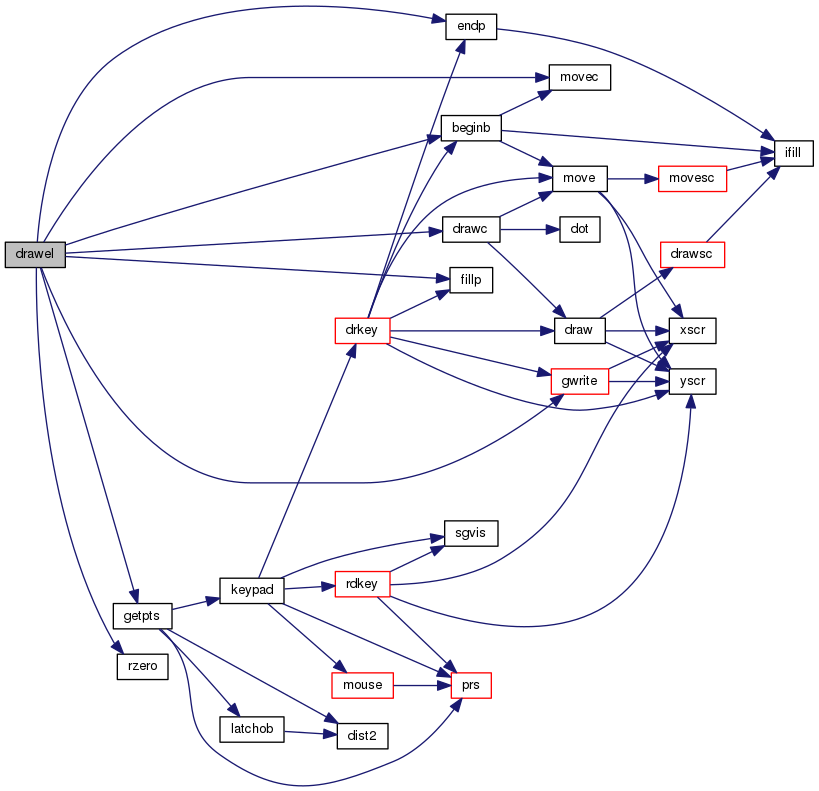 endp
movec
beginb
ifill
move
movesc
drawc
dot
drawel
drawsc
fillp
drkey
draw
xscr
gwrite
yscr
sgvis
keypad
rdkey
getpts
rzero
mouse
prs
latchob
dist2